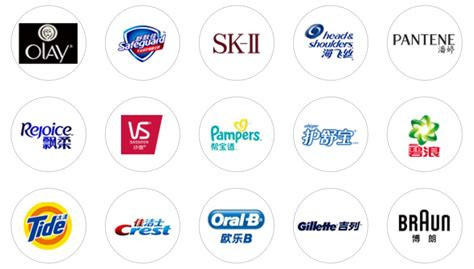 OLAY
舒肤佳
Safeguard
SK-II
head &
shoulders
海飞丝
PANTENE
潘婷
Rejoice
飘柔
VS
SASSOON
沙宣
Pampers
帮宝适
whisper
护舒宝
碧浪
Tide
佳洁士
Crest
Oral-B
欧乐B
Gillette 吉列
BRAUN
博朗